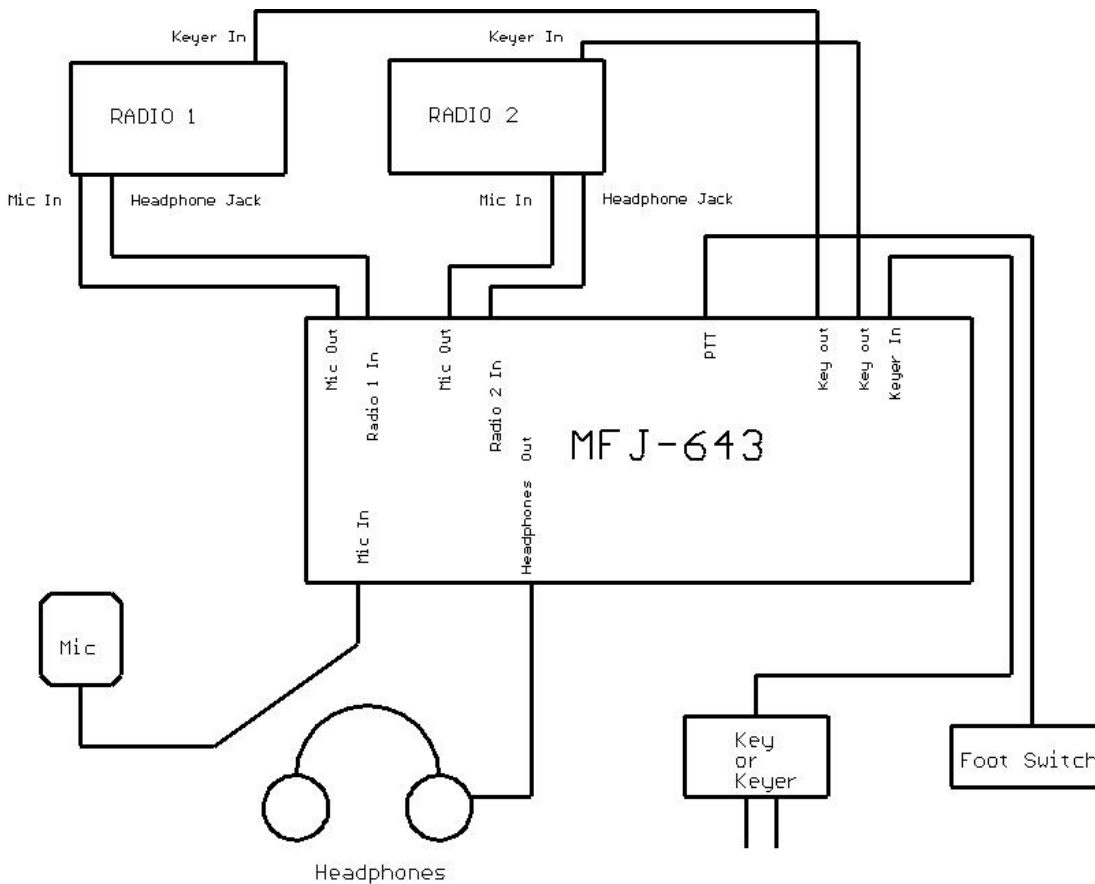 Keyer In
Keyer In
RADIO 1
RADIO 2
Mic In
Headphone Jack
Mic In
Headphone Jack
Mic Out
Radio 1 In
Mic Out
Radio 2 In
PTT
Key out
Key out
Keyer In
MFJ-643
Mic In
Headphones Out
Mic
Key
or
Keyer
Foot Switch
Headphones